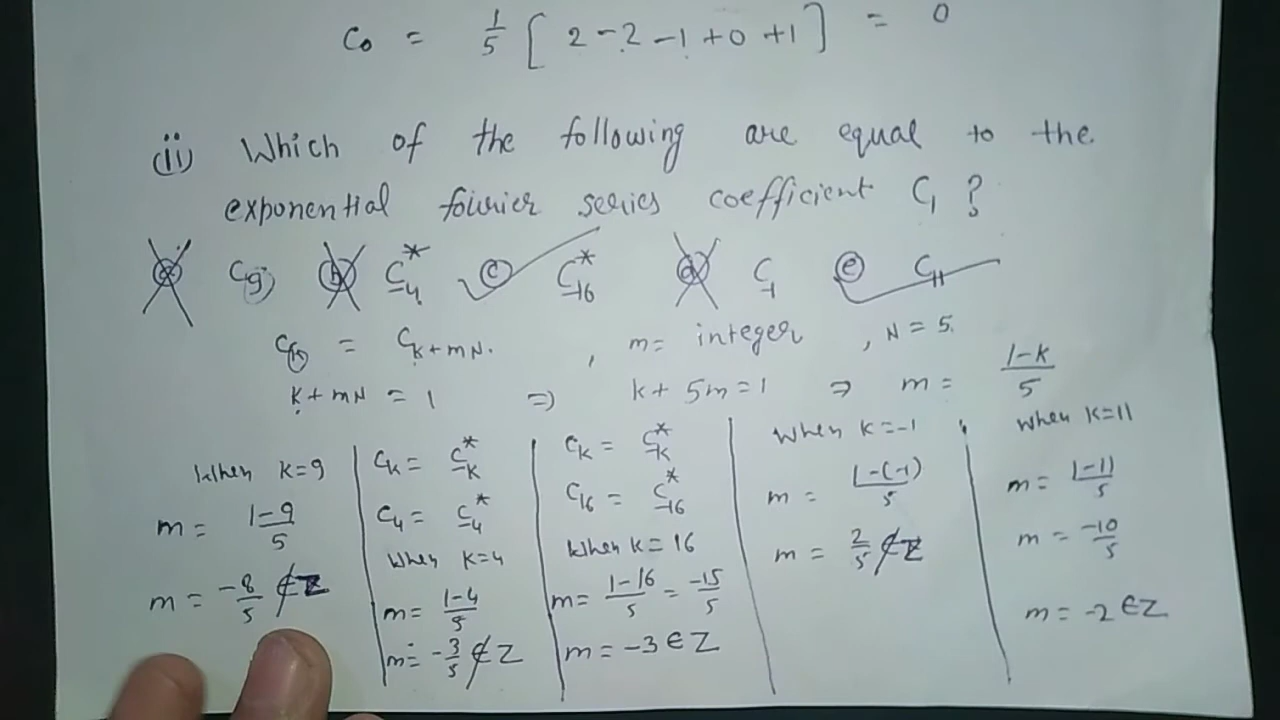 C₀ = 1/5 [ 2 - 2 - 1 + 0 + 1 ] = 0
(ii) Which of the following are equal to the
exponential fourier series coefficient C₁ ?
(a) C₉ (b) C₋₄* (c) C₋₁₆* (d) C₋₁ (e) C₁₁
= C_{K+mN}. , m = integer , N = 5.
K + mN = 1 ⇒ k + 5m = 1 ⇒ m = (1-k)/5
When k=9
m = (1-9)/5
m = -8/5 ∉ Z
C_K = C₋K*
C₄ = C₋₄*
When K=4
m = (1-4)/5
m = -3/5 ∉ Z
C_K = C₋K*
C₁₆ = C₋₁₆*
When K = 16
m = (1-16)/5 = -15/5
m = -3 ∈ Z
When K = -1
m = (1-(-1))/5
m = 2/5 ∉ Z
When K=11
m = (1-11)/5
m = -10/5
m = -2 ∈ Z